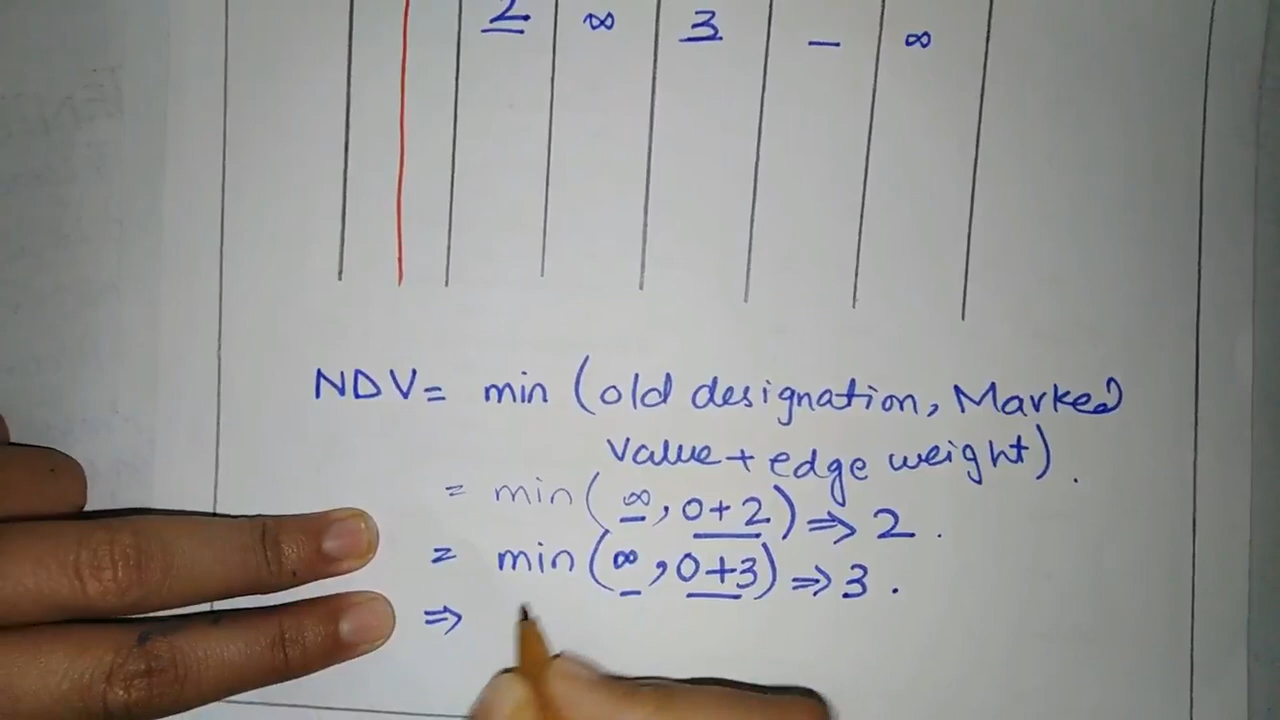 2 ∞ 3 – ∞
NDV = min (old designation, Marked
value + edge weight).
= min(∞, 0+2) ⇒ 2.
= min(∞, 0+3) ⇒ 3.
⇒